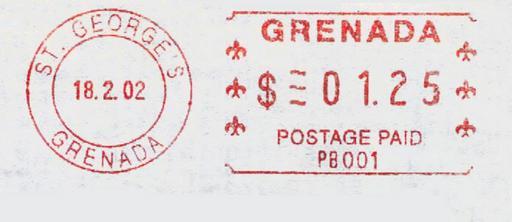 ST. GEORGE'S
18.2.02
GRENADA
GRENADA
$ 01.25
POSTAGE PAID
PB001